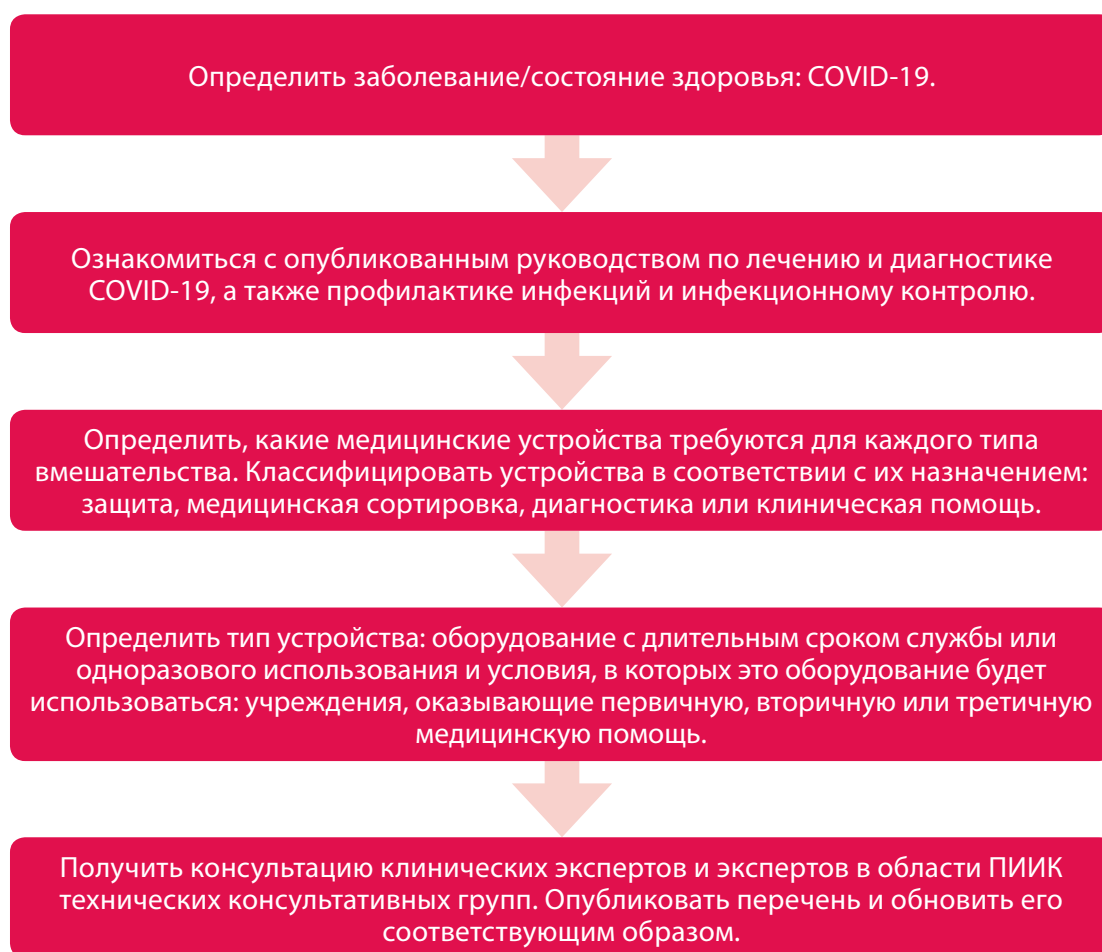 Определить заболевание/состояние здоровья: COVID-19.
Ознакомиться с опубликованным руководством по лечению и диагностике
COVID-19, а также профилактике инфекций и инфекционному контролю.
Определить, какие медицинские устройства требуются для каждого типа
вмешательства. Классифицировать устройства в соответствии с их назначением:
защита, медицинская сортировка, диагностика или клиническая помощь.
Определить тип устройства: оборудование с длительным сроком службы или
одноразового использования и условия, в которых это оборудование будет
использоваться: учреждения, оказывающие первичную, вторичную или третичную
медицинскую помощь.
Получить консультацию клинических экспертов и экспертов в области ПИИК
технических консультативных групп. Опубликовать перечень и обновить его
соответствующим образом.